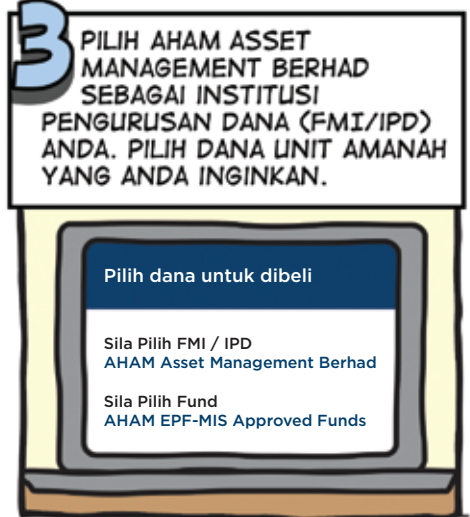 3
PILIH AHAM ASSET
MANAGEMENT BERHAD
SEBAGAI INSTITUSI
PENGURUSAN DANA (FMI/IPD)
ANDA. PILIH DANA UNIT AMANAH
YANG ANDA INGINKAN.
Pilih dana untuk dibeli
Sila Pilih FMI / IPD
AHAM Asset Management Berhad
Sila Pilih Fund
AHAM EPF-MIS Approved Funds